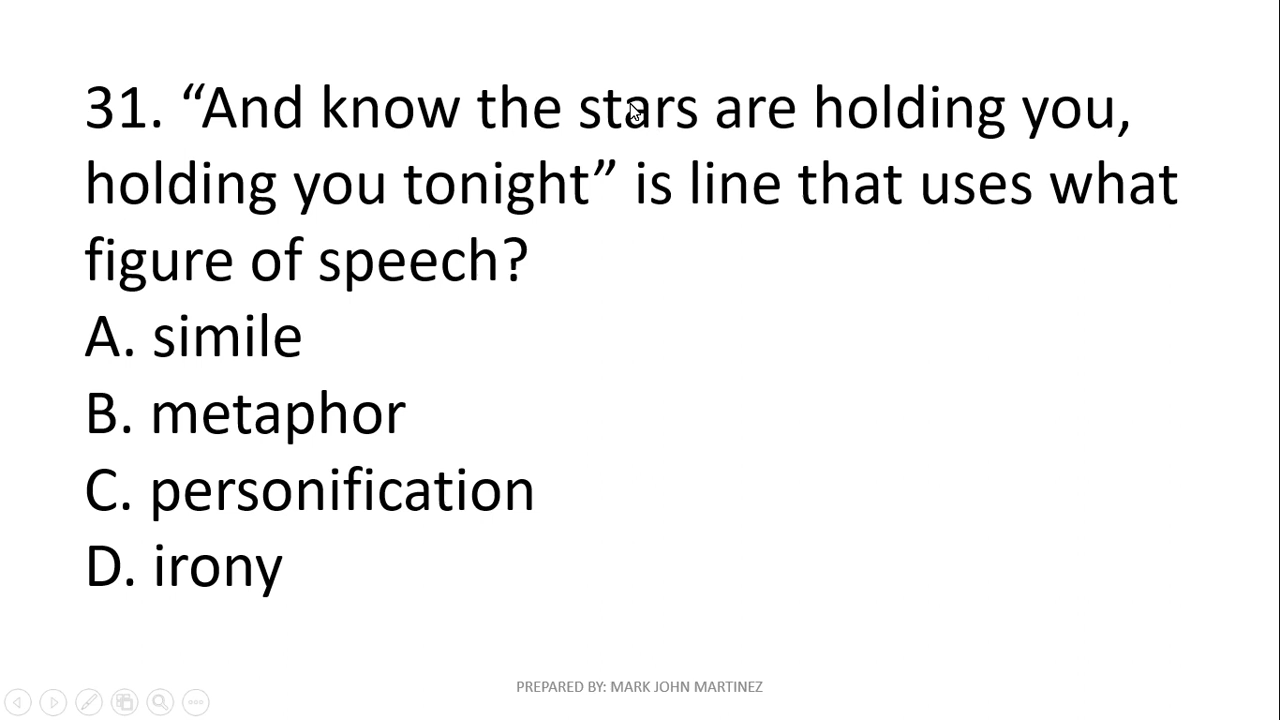 31. “And know the stars are holding you,
holding you tonight” is line that uses what
figure of speech?
A. simile
B. metaphor
C. personification
D. irony
PREPARED BY: MARK JOHN MARTINEZ